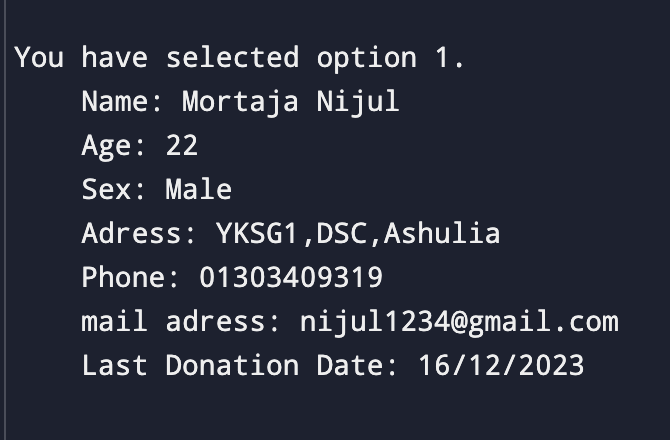 You have selected option 1.
Name: Mortaja Nijul
Age: 22
Sex: Male
Adress: YKSG1,DSC,Ashulia
Phone: 01303409319
mail adress: nijul1234@gmail.com
Last Donation Date: 16/12/2023